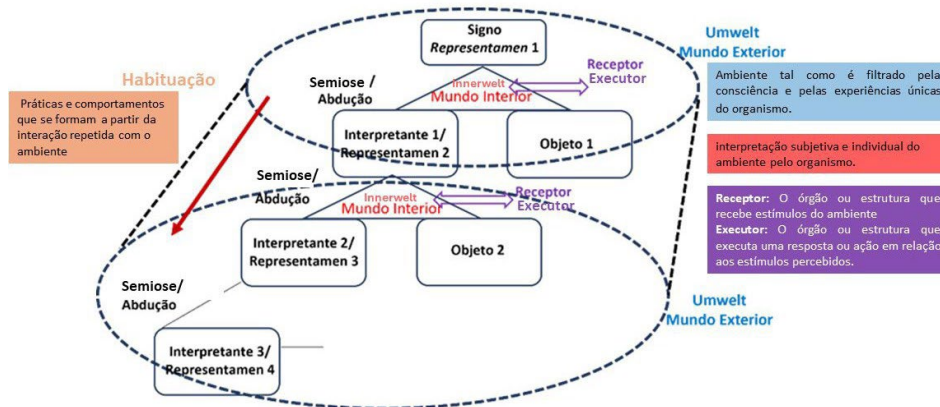 Signo
Representamen 1
Umwelt
Mundo Exterior
Receptor
Executor
Habituação
Semiose /
Abdução
Innerwelt
Mundo Interior
Ambiente tal como é filtrado pela
consciência e pelas experiências únicas
do organismo.
Práticas e comportamentos
que se formam a partir da
interação repetida com o
ambiente
Interpretante 1/
Representamen 2
Objeto 1
interpretação subjetiva e individual do
ambiente pelo organismo.
Semiose/
Abdução
Innerwelt
Mundo Interior
Receptor
Executor
Receptor: O órgão ou estrutura que
recebe estímulos do ambiente
Executor: O órgão ou estrutura que
executa uma resposta ou ação em relação
aos estímulos percebidos.
Interpretante 2/
Representamen 3
Objeto 2
Semiose/
Abdução
Umwelt
Mundo Exterior
Interpretante 3/
Representamen 4